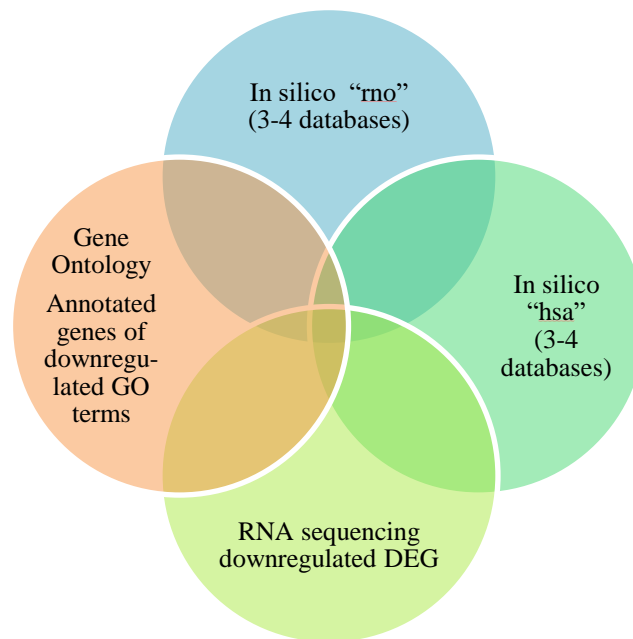 In silico “rno”
(3-4 databases)
Gene
Ontology
Annotated
genes of
downregu-
lated GO
terms
In silico
“hsa”
(3-4
databases)
RNA sequencing
downregulated DEG